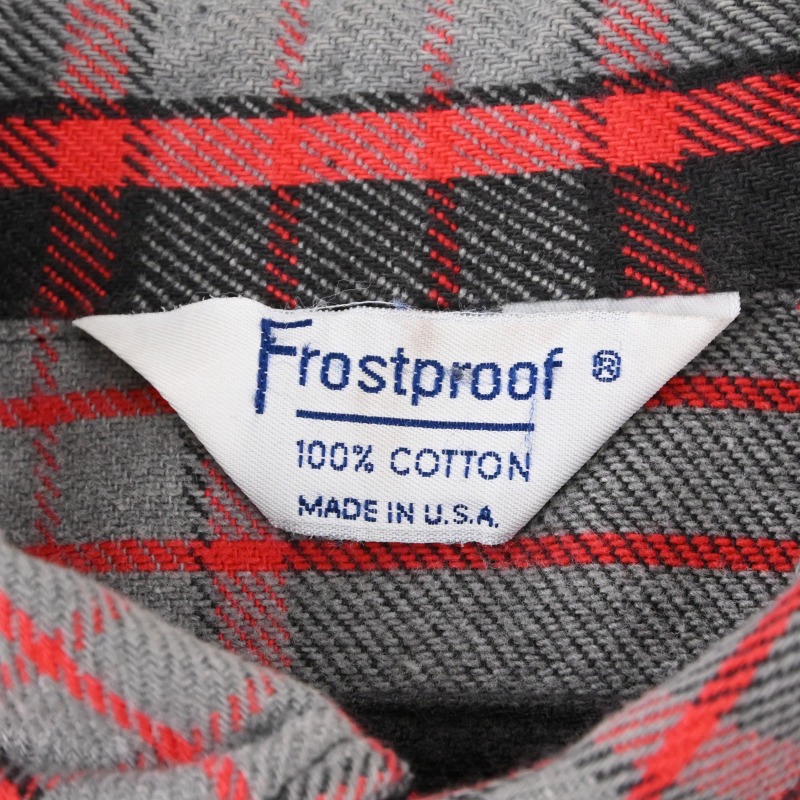 Frostproof ®
100% COTTON
MADE IN U.S.A.